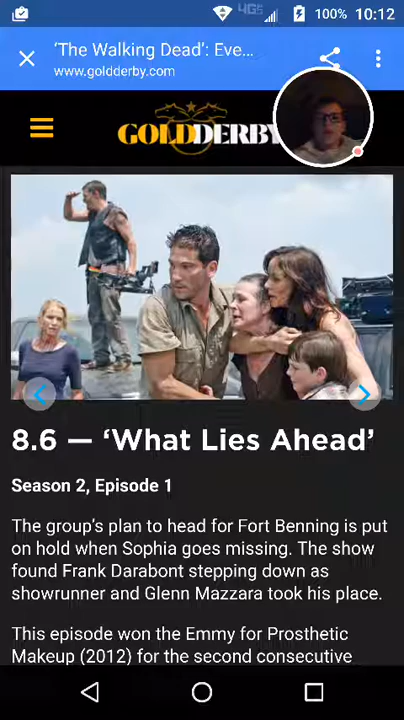 4G 100% 10:12
‘The Walking Dead’: Eve...
www.goldderby.com
GOLDDERBY
8.6 — ‘What Lies Ahead’
Season 2, Episode 1
The group's plan to head for Fort Benning is put
on hold when Sophia goes missing. The show
found Frank Darabont stepping down as
showrunner and Glenn Mazzara took his place.
This episode won the Emmy for Prosthetic
Makeup (2012) for the second consecutive